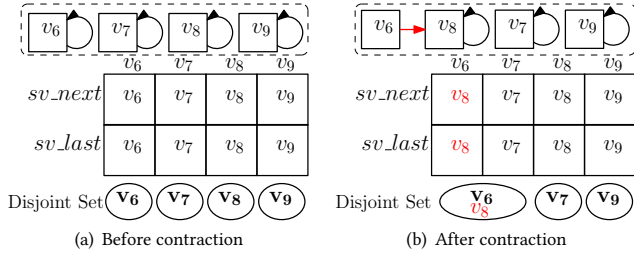 v6 v7 v8 v9
v6 v7 v8 v9
sv_next v6 v7 v8 v9
sv_last v6 v7 v8 v9
Disjoint Set v6 v7 v8 v9
(a) Before contraction
v6 v8 v7 v9
v6 v7 v8 v9
sv_next v8 v7 v8 v9
sv_last v8 v7 v8 v9
Disjoint Set v6 v7 v9
v8
(b) After contraction